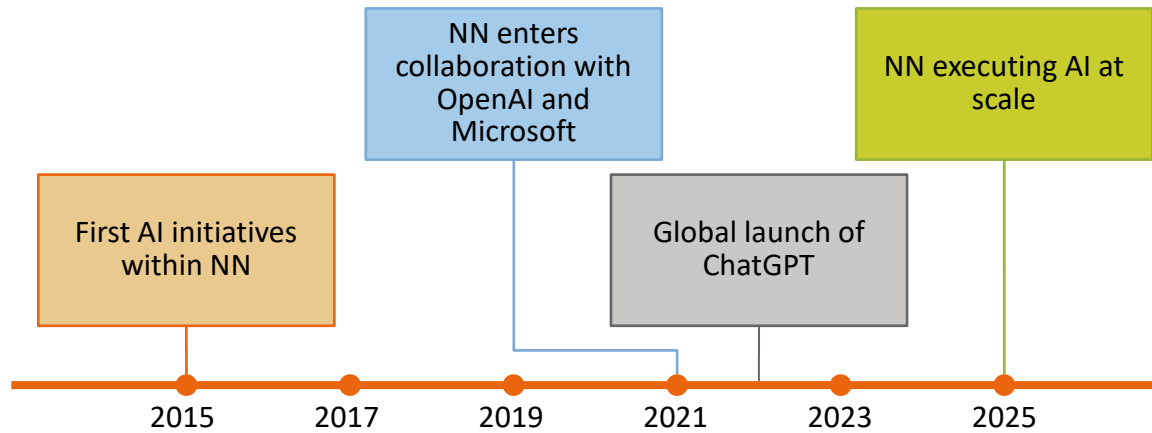 NN enters
collaboration with
OpenAI and
Microsoft
NN executing AI at
scale
First AI initiatives
within NN
Global launch of
ChatGPT
2015
2017
2019
2021
2023
2025